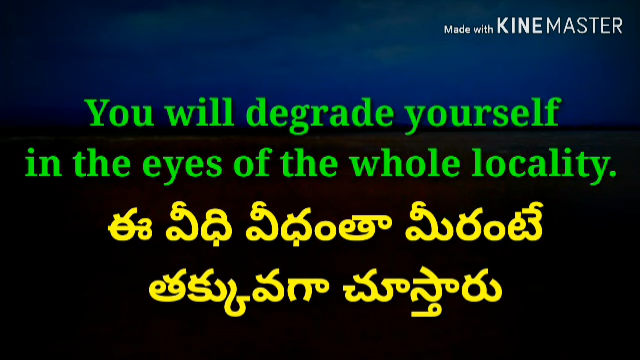 Made with KINEMASTER
You will degrade yourself
in the eyes of the whole locality.
ఈ వీధి వీధంతా మీరంటే
తక్కువగా చూస్తారు